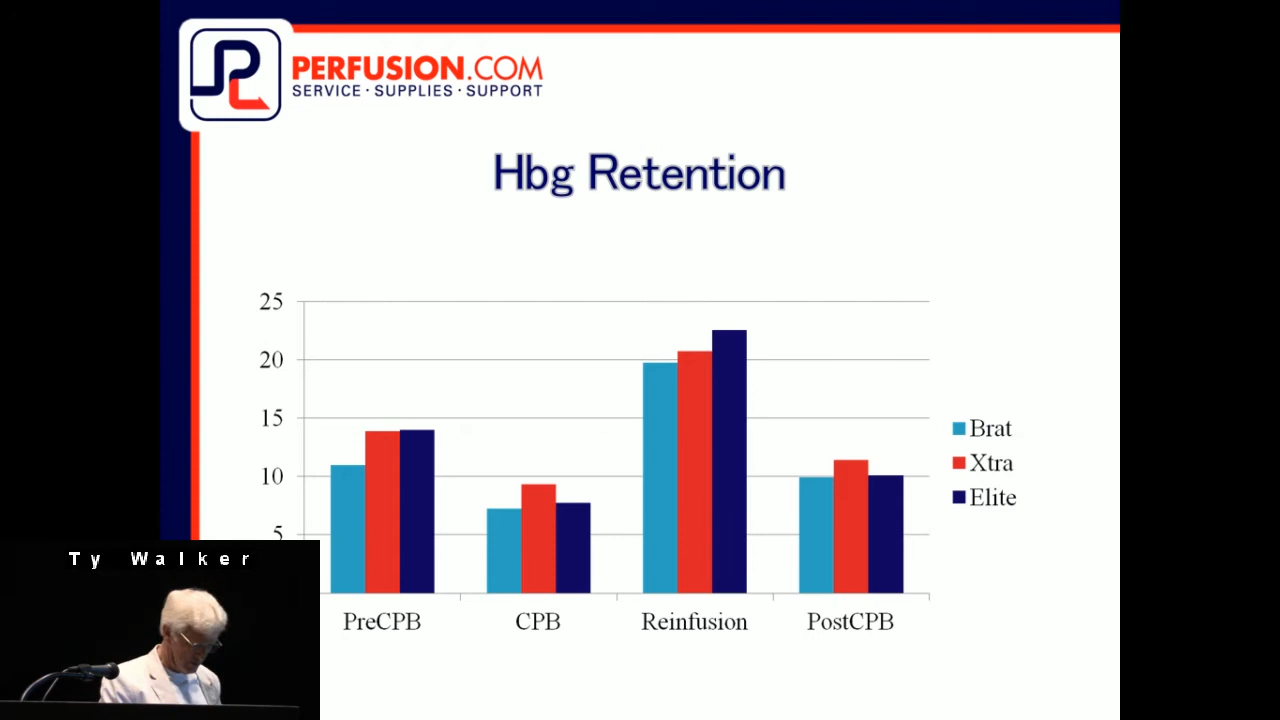 PERFUSION.COM
SERVICE · SUPPLIES · SUPPORT
Hbg Retention
25
20
15
10
5
Brat
Xtra
Elite
PreCPB
CPB
Reinfusion
PostCPB
Ty Walker